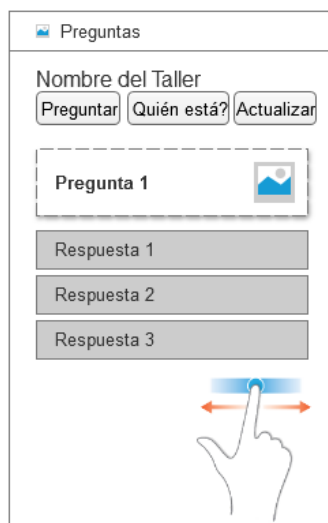 Preguntas
Nombre del Taller
Preguntar Quién está? Actualizar
Pregunta 1
Respuesta 1
Respuesta 2
Respuesta 3